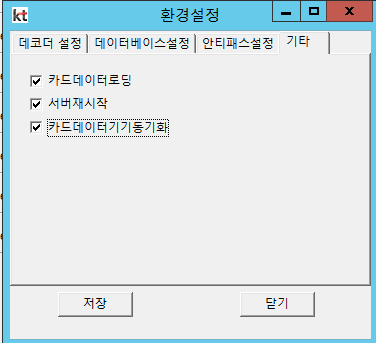 kt 환경설정
데코더 설정 데이터베이스설정 안티패스설정 기타
카드데이터로딩
서버재시작
카드데이터기기동기화
저장 닫기